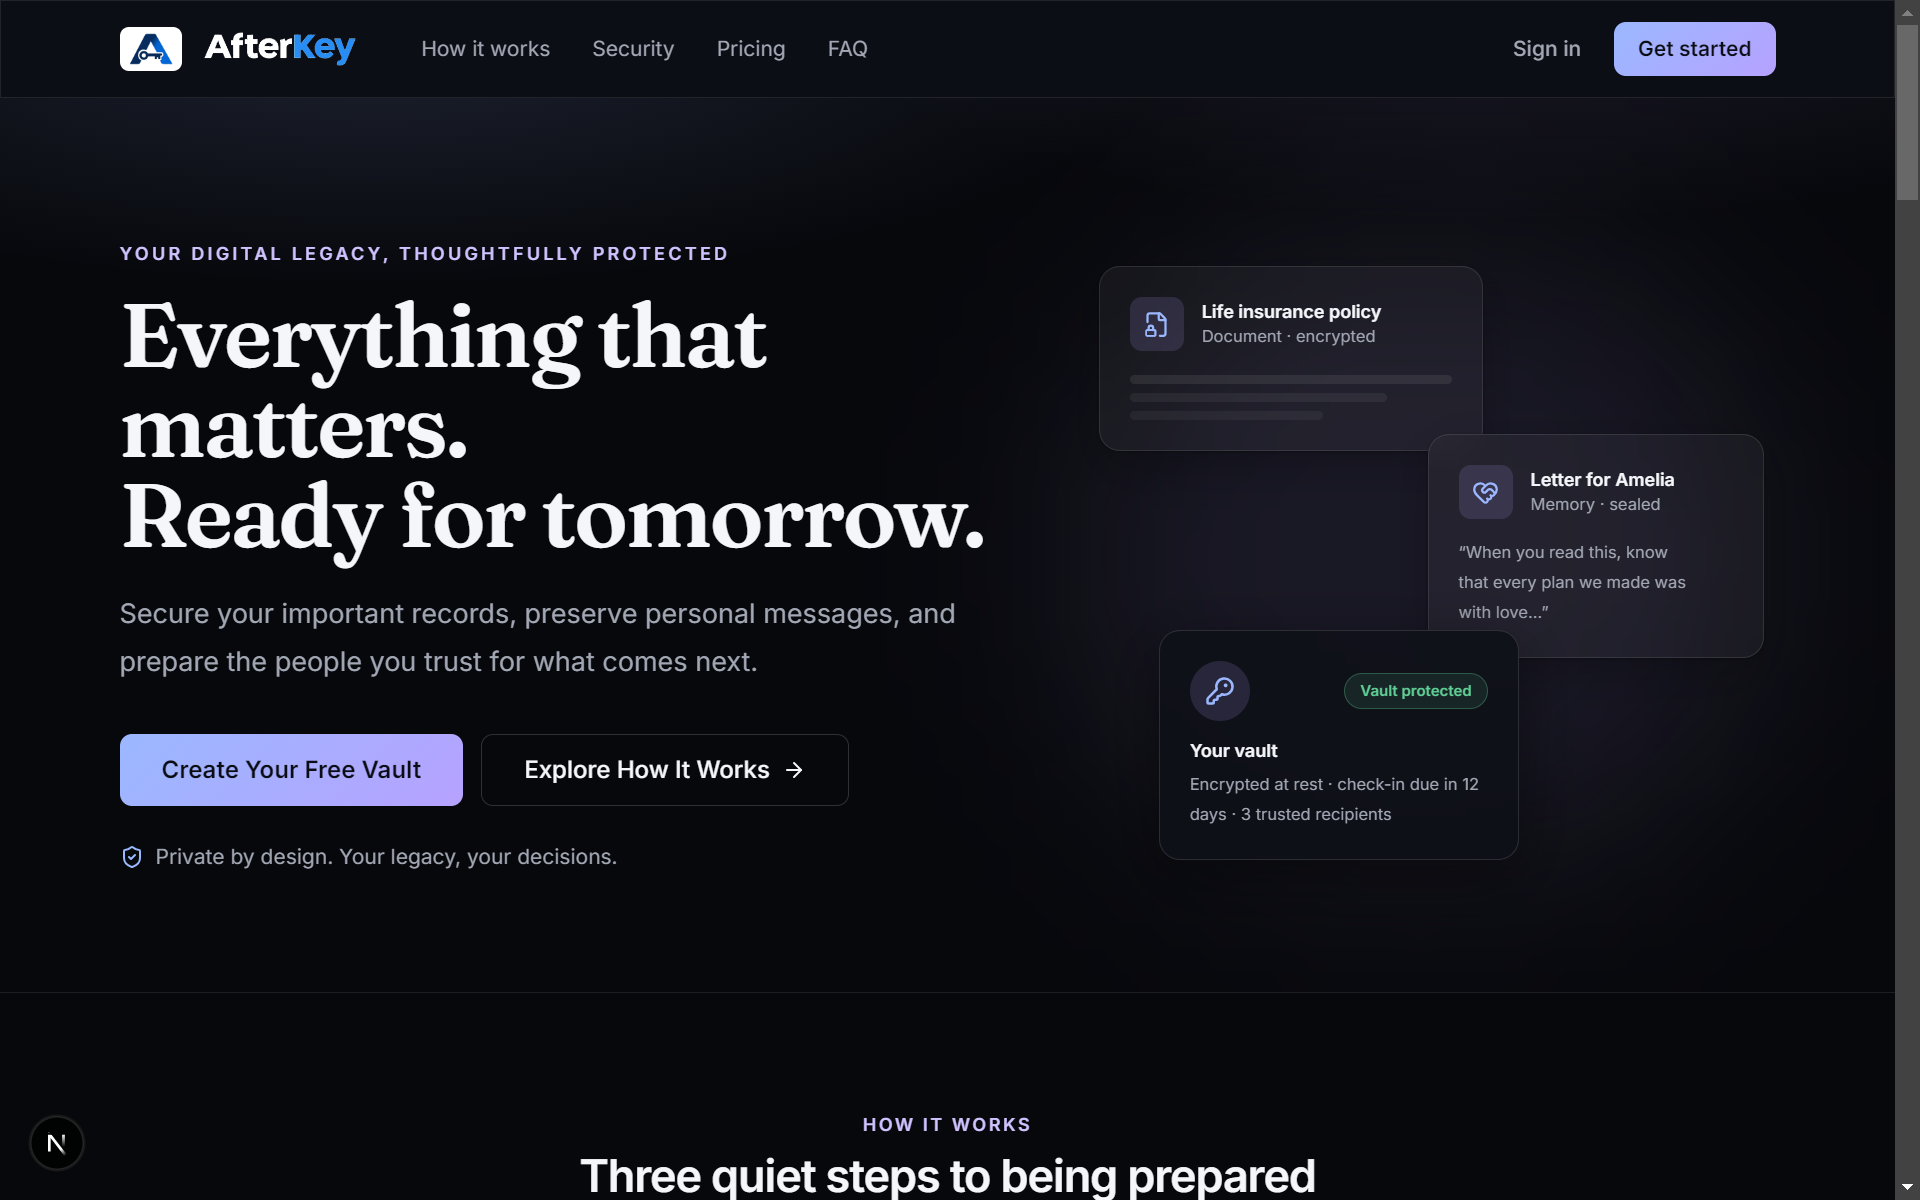 AfterKey
How it works
Security
Pricing
FAQ
Sign in
Get started
YOUR DIGITAL LEGACY, THOUGHTFULLY PROTECTED
Everything that
matters.
Ready for tomorrow.
Secure your important records, preserve personal messages, and
prepare the people you trust for what comes next.
Create Your Free Vault
Explore How It Works →
Private by design. Your legacy, your decisions.
Life insurance policy
Document · encrypted
Letter for Amelia
Memory · sealed
“When you read this, know
that every plan we made was
with love…”
Vault protected
Your vault
Encrypted at rest · check-in due in 12
days · 3 trusted recipients
HOW IT WORKS
Three quiet steps to being prepared
N